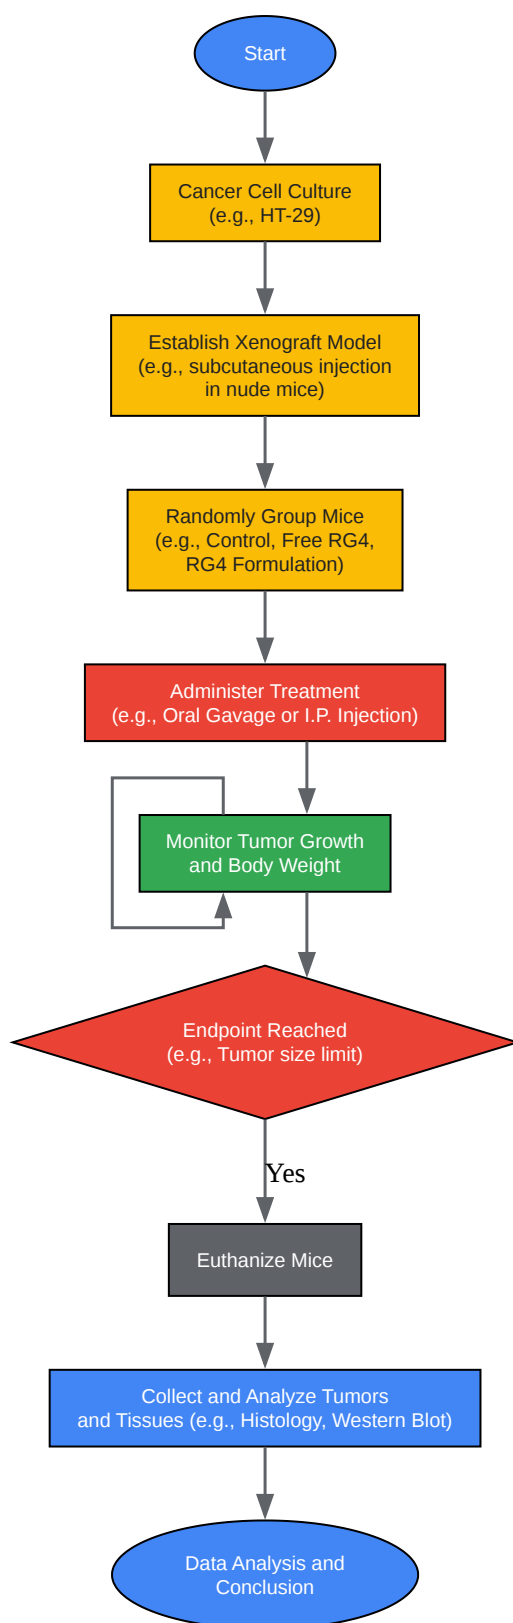 Start
Cancer Cell Culture
(e.g., HT-29)
Establish Xenograft Model
(e.g., subcutaneous injection
in nude mice)
Randomly Group Mice
(e.g., Control, Free RG4,
RG4 Formulation)
Administer Treatment
(e.g., Oral Gavage or I.P. Injection)
Monitor Tumor Growth
and Body Weight
Endpoint Reached
(e.g., Tumor size limit)
Yes
Euthanize Mice
Collect and Analyze Tumors
and Tissues (e.g., Histology, Western Blot)
Data Analysis and
Conclusion